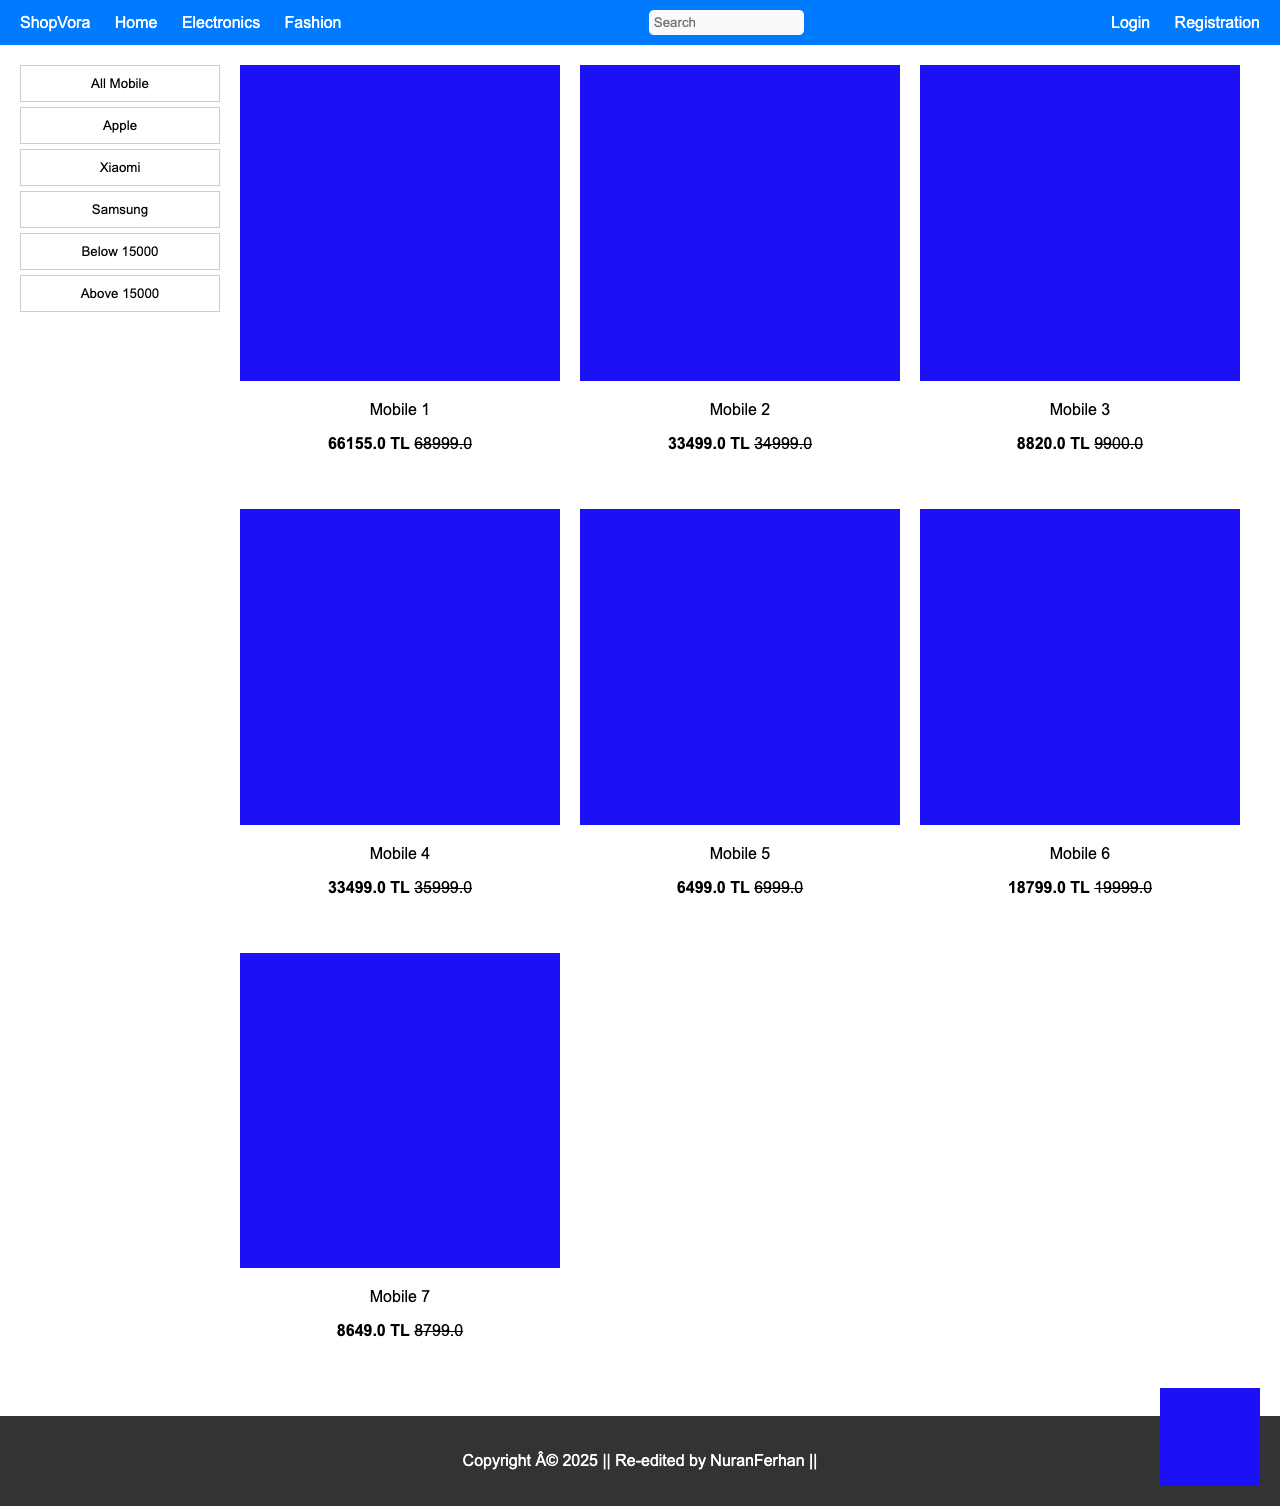 ShopVora Home Electronics Fashion Search Login Registration
All Mobile
Apple
Xiaomi
Samsung
Below 15000
Above 15000
Mobile 1
66155.0 TL 68999.0
Mobile 2
33499.0 TL 34999.0
Mobile 3
8820.0 TL 9900.0
Mobile 4
33499.0 TL 35999.0
Mobile 5
6499.0 TL 6999.0
Mobile 6
18799.0 TL 19999.0
Mobile 7
8649.0 TL 8799.0
Copyright Â© 2025 || Re-edited by NuranFerhan ||